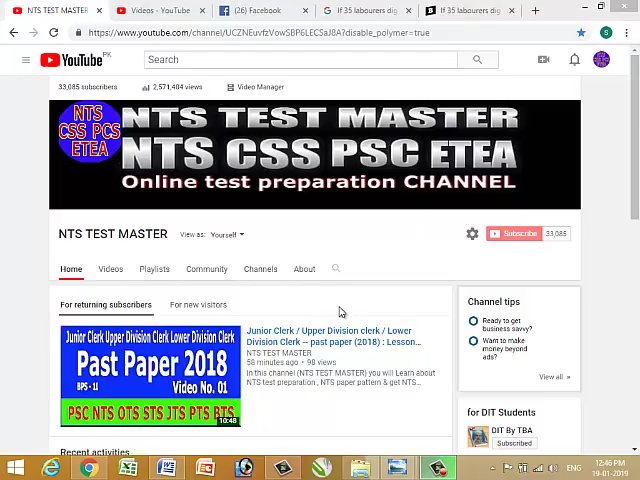 NTS TEST MASTER
Videos - YouTube
(26) Facebook
If 35 labourers dig
If 35 labourers dig
https://www.youtube.com/channel/UCZNEuvfzVowSBP6LECSaJ8A?disable_polymer=true
S
YouTube PK
Search
33,085 subscribers
2,571,484 views
Video Manager
NTS
CSS PCS
ETEA
NTS TEST MASTER
NTS CSS PSC ETEA
Online test preparation CHANNEL
NTS TEST MASTER
View as: Yourself
Subscribe 33,085
Home Videos Playlists Community Channels About
For returning subscribers
For new visitors
Junior Clerk Upper Division Clerk Lower Division Clerk
Past Paper 2018
BPS - 11
Video No. 01
PSC NTS OTS STS JTS PTS BTS
10:48
Junior Clerk / Upper Division clerk / Lower
Division Clerk -- past paper (2018) : Lesson...
NTS TEST MASTER
58 minutes ago • 98 views
In this channel (NTS TEST MASTER) you will Learn about
NTS test preparation , NTS paper pattern & get NTS...
Recent activities
Channel tips
Ready to get
business savvy?
Want to make
money beyond
ads?
View all »
for DIT Students
DIT By TBA
Subscribed
ENG
12:46 PM
19-01-2019